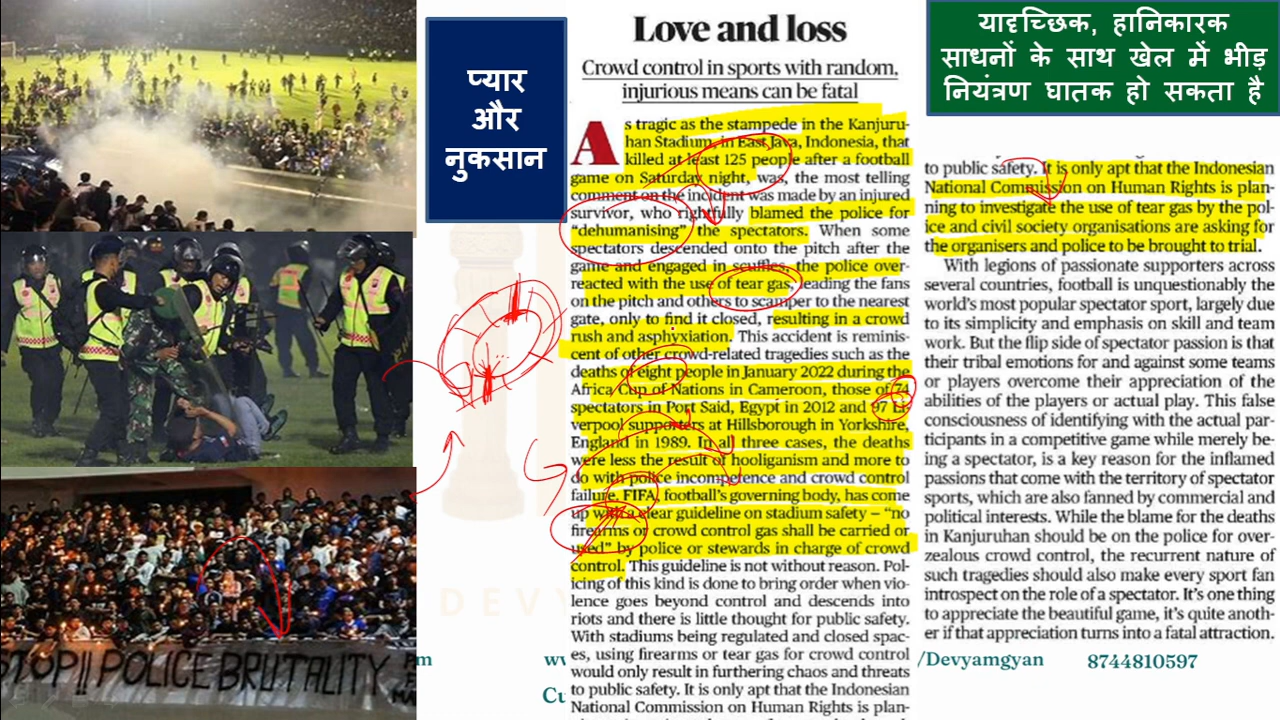 प्यार
और
नुकसान
Love and loss
Crowd control in sports with random,
injurious means can be fatal
As tragic as the stampede in the Kanjuru-
han Stadium, in East Java, Indonesia, that
killed at least 125 people after a football
game on Saturday night, was, the most telling
comment on the incident was made by an injured
survivor, who rightfully blamed the police for
“dehumanising” the spectators. When some
spectators descended onto the pitch after the
game and engaged in scuffles, the police over-
reacted with the use of tear gas, leading the fans
on the pitch and others to scamper to the nearest
gate, only to find it closed, resulting in a crowd
rush and asphyxiation. This accident is reminis-
cent of other crowd-related tragedies such as the
deaths of eight people in January 2022 during the
Africa Cup of Nations in Cameroon, those of 74
spectators in Port Said, Egypt in 2012 and 97 Li-
verpool supporters at Hillsborough in Yorkshire,
England in 1989. In all three cases, the deaths
were less the result of hooliganism and more to
do with police incompetence and crowd control
failure. FIFA, football’s governing body, has come
up with a clear guideline on stadium safety – “no
firearms or crowd control gas shall be carried or
used” by police or stewards in charge of crowd
control. This guideline is not without reason. Pol-
icing of this kind is done to bring order when vio-
lence goes beyond control and descends into
riots and there is little thought for public safety.
With stadiums being regulated and closed spac-
es, using firearms or tear gas for crowd control
would only result in furthering chaos and threats
to public safety. It is only apt that the Indonesian
National Commission on Human Rights is plan-
यादृच्छिक, हानिकारक
साधनों के साथ खेल में भीड़
नियंत्रण घातक हो सकता है
to public safety. It is only apt that the Indonesian
National Commission on Human Rights is plan-
ning to investigate the use of tear gas by the pol-
ice and civil society organisations are asking for
the organisers and police to be brought to trial.
With legions of passionate supporters across
several countries, football is unquestionably the
world’s most popular spectator sport, largely due
to its simplicity and emphasis on skill and team
work. But the flip side of spectator passion is that
their tribal emotions for and against some teams
or players overcome their appreciation of the
abilities of the players or actual play. This false
consciousness of identifying with the actual par-
ticipants in a competitive game while merely be-
ing a spectator, is a key reason for the inflamed
passions that come with the territory of spectator
sports, which are also fanned by commercial and
political interests. While the blame for the deaths
in Kanjuruhan should be on the police for over-
zealous crowd control, the recurrent nature of
such tragedies should also make every sport fan
introspect on the role of a spectator. It’s one thing
to appreciate the beautiful game, it’s quite anoth-
er if that appreciation turns into a fatal attraction.
STOP!! POLICE BRUTALITY
DEVY
/Devyamgyan 8744810597